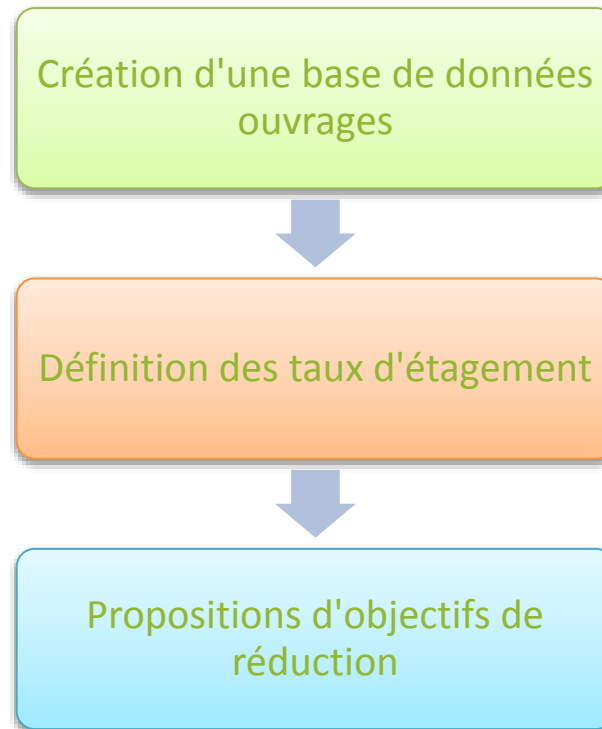 Création d'une base de données
ouvrages
Définition des taux d'étagement
Propositions d'objectifs de
réduction